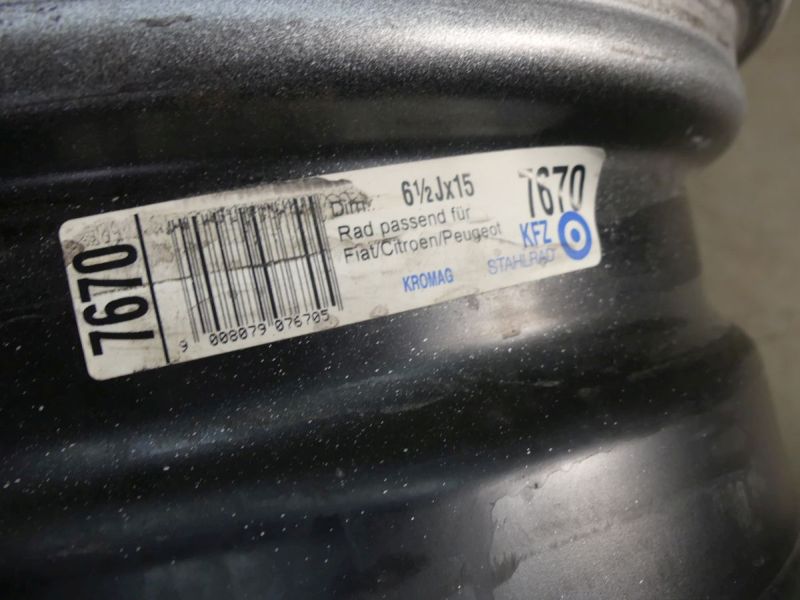 7670
9 008079 076705
Dim. 6½Jx15
Rad passend für
Fiat/Citroen/Peugeot
KROMAG
7670
KFZ
STAHLRAD